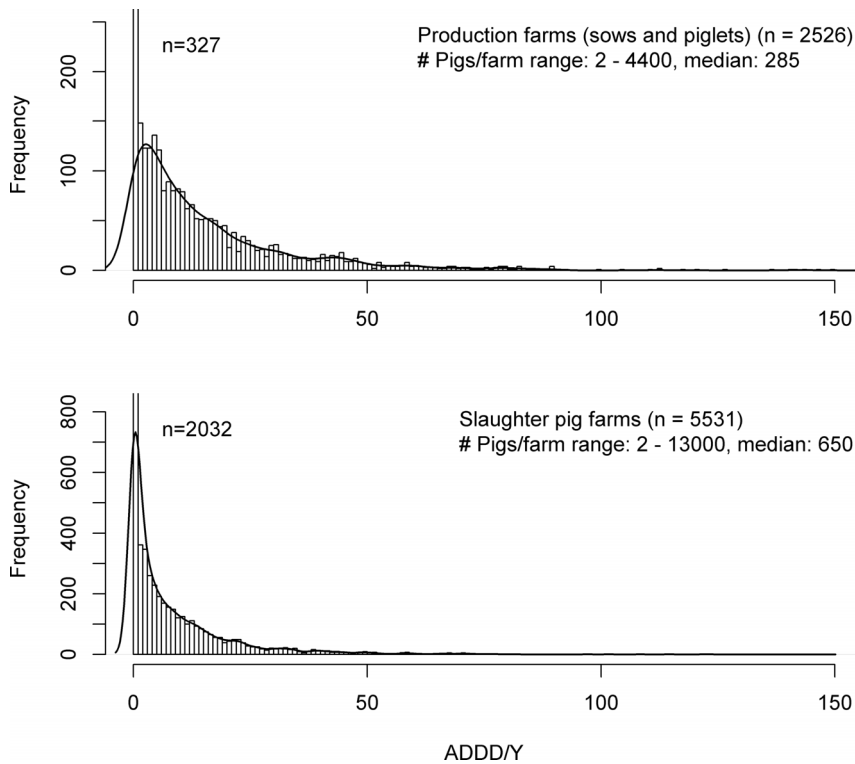 n=327
Production farms (sows and piglets) (n = 2526)
# Pigs/farm range: 2 - 4400, median: 285
Frequency
200
100
0
0 50 100 150
n=2032
Slaughter pig farms (n = 5531)
# Pigs/farm range: 2 - 13000, median: 650
Frequency
800
600
400
200
0
0 50 100 150
ADDD/Y